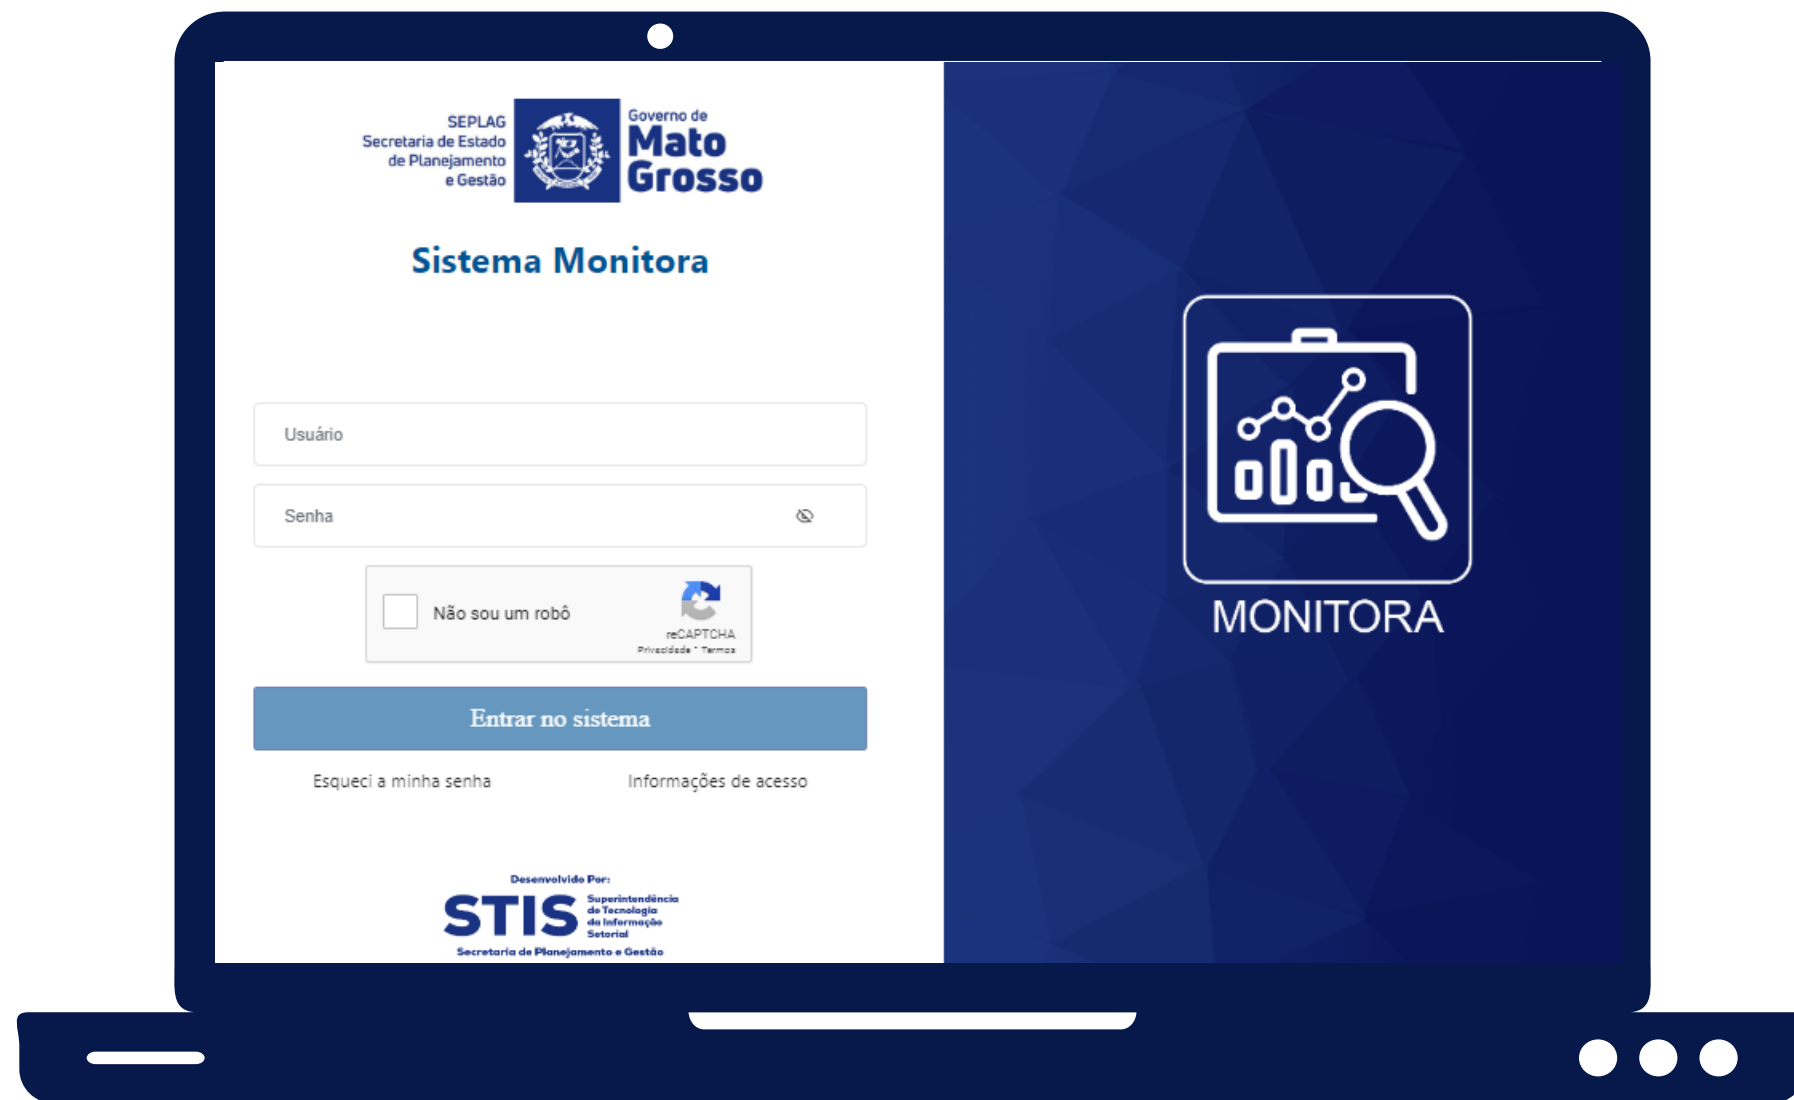 SEPLAG
Secretaria de Estado
de Planejamento
e Gestão
Governo de
Mato
Grosso
Sistema Monitora
Usuário
Senha
Não sou um robô
reCAPTCHA
Privacidade - Termos
Entrar no sistema
Esqueci a minha senha
Informações de acesso
Desenvolvido Por:
STIS
Superintendência
de Tecnologia
da Informação
Setorial
Secretaria de Planejamento e Gestão
MONITORA